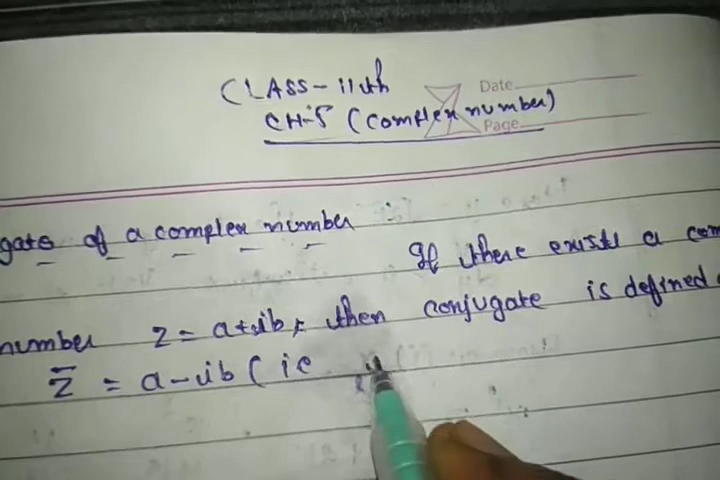 CLASS-11th
Date
CH-5 (Complex number)
Page
gate of a complex number :
If there exists a com
number z = a+ib, then conjugate is defined
z̄ = a-ib ( ie